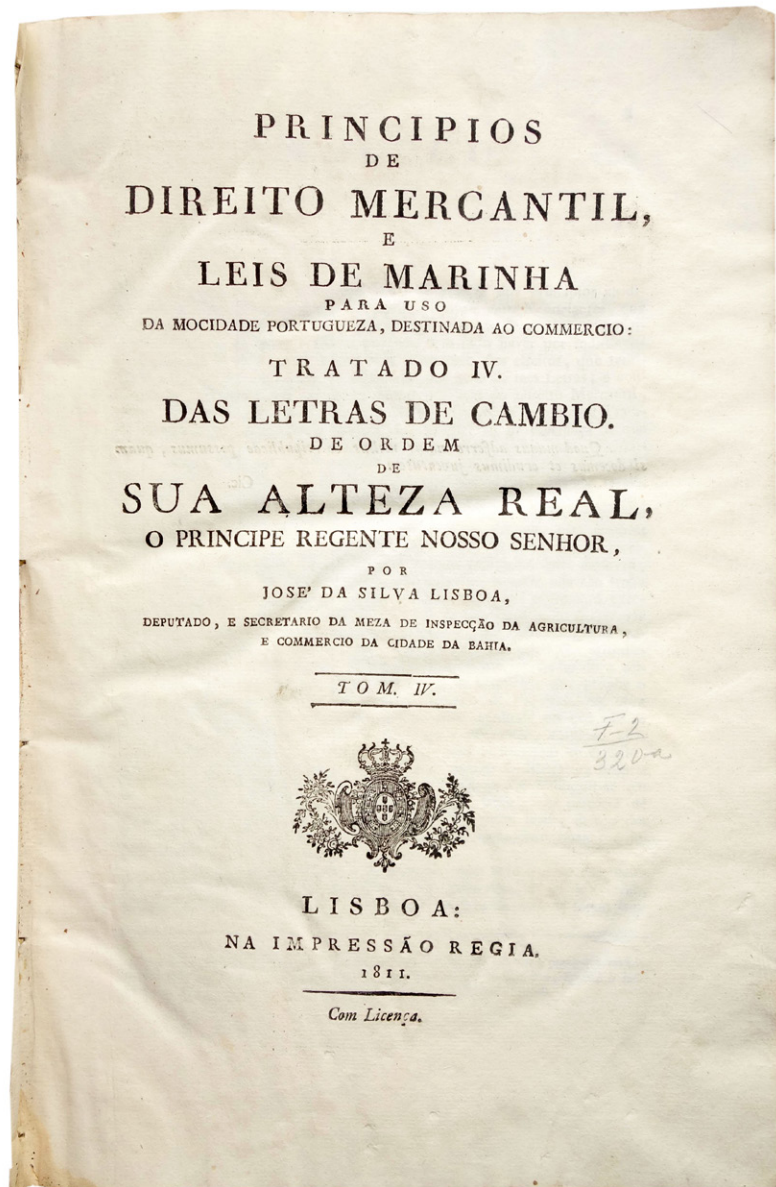 PRINCIPIOS
DE
DIREITO MERCANTIL,
E
LEIS DE MARINHA
PARA USO
DA MOCIDADE PORTUGUEZA, DESTINADA AO COMMERCIO:
TRATADO IV.
DAS LETRAS DE CAMBIO.
DE ORDEM
DE
SUA ALTEZA REAL,
O PRINCIPE REGENTE NOSSO SENHOR,
POR
JOSE' DA SILVA LISBOA,
DEPUTADO, E SECRETARIO DA MEZA DE INSPECÇÃO DA AGRICULTURA,
E COMMERCIO DA CIDADE DA BAHIA.
TOM. IV.
F-2
320-a
LISBOA:
NA IMPRESSÃO REGIA.
1811.
Com Licença.